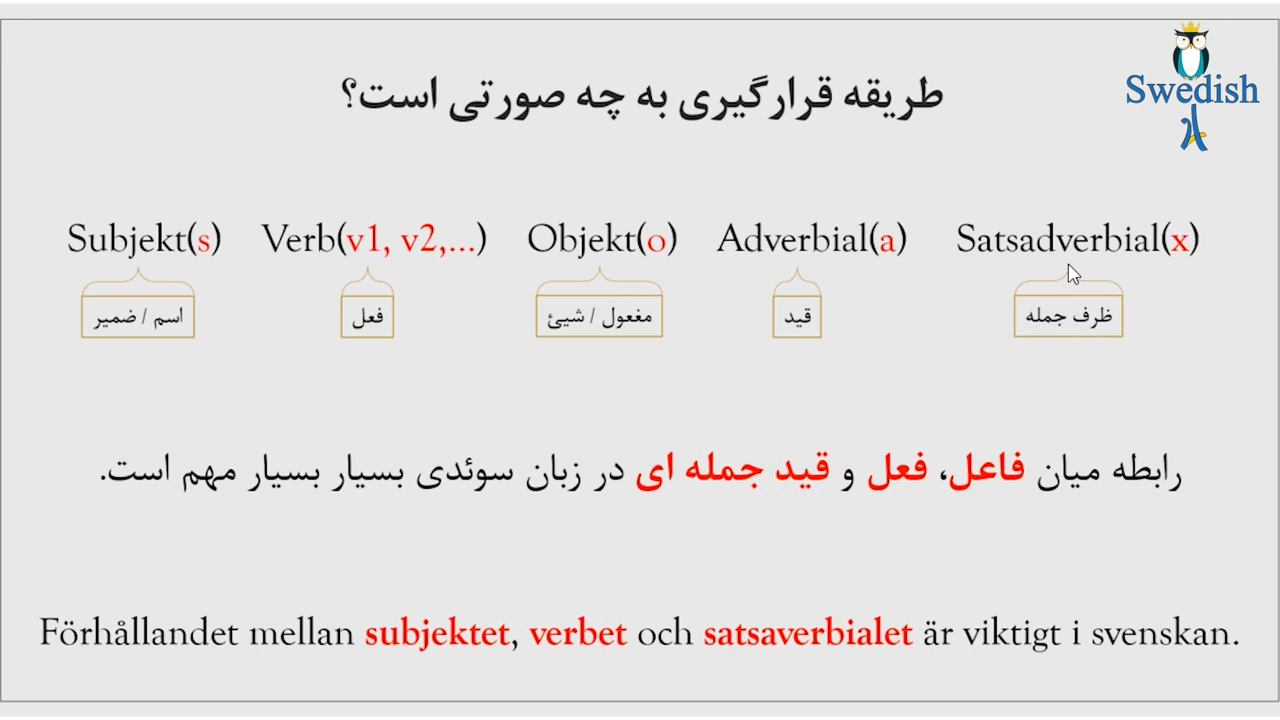 Swedish
طریقه قرارگیری به چه صورتی است؟
Subjekt(s) Verb(v1, v2,...) Objekt(o) Adverbial(a) Satsadverbial(x)
اسم / ضمیر
فعل
مفعول / شیئ
قید
ظرف جمله
رابطه میان فاعل، فعل و قید جمله ای در زبان سوئدی بسیار بسیار مهم است.
Förhållandet mellan subjektet, verbet och satsaverbialet är viktigt i svenskan.